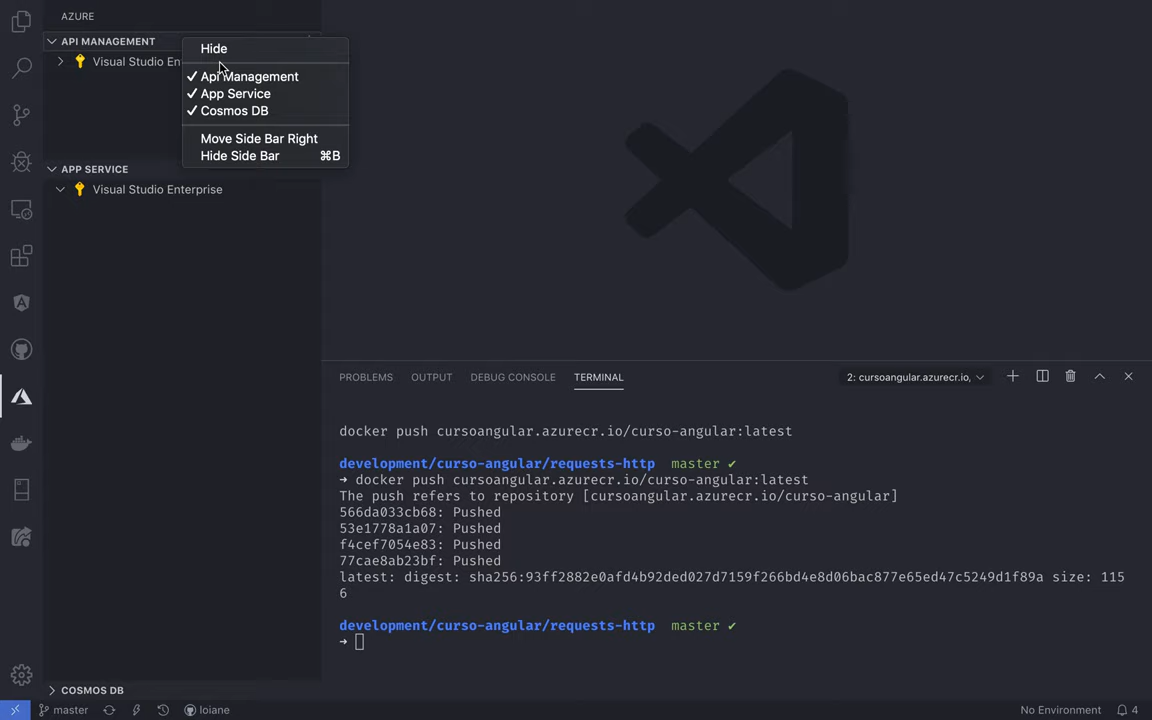 AZURE
API MANAGEMENT
Visual Studio En
Hide
Api Management
App Service
Cosmos DB
Move Side Bar Right
Hide Side Bar ⌘B
APP SERVICE
Visual Studio Enterprise
COSMOS DB
PROBLEMS OUTPUT DEBUG CONSOLE TERMINAL 2: cursoangular.azurecr.io,
docker push cursoangular.azurecr.io/curso-angular:latest
development/curso-angular/requests-http master ✔
➜ docker push cursoangular.azurecr.io/curso-angular:latest
The push refers to repository [cursoangular.azurecr.io/curso-angular]
566da033cb68: Pushed
53e1778a1a07: Pushed
f4cef7054e83: Pushed
77cae8ab23bf: Pushed
latest: digest: sha256:93ff2882e0afd4b92ded027d7159f266bd4e8d06bac877e65ed47c5249d1f89a size: 115
6
development/curso-angular/requests-http master ✔
➜
master loiane No Environment 4